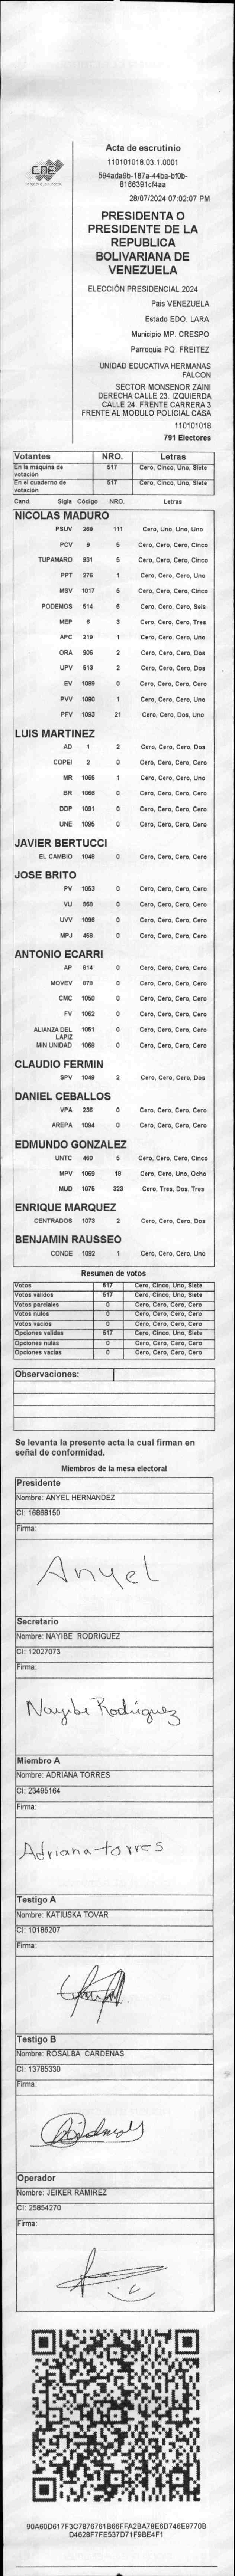 CNE
Acta de escrutinio
110101018.03.1.0001
594ada9b-187a-44ba-bf0b-
8166391cf4aa
28/07/2024 07:02:07 PM
PRESIDENTA O
PRESIDENTE DE LA
REPUBLICA
BOLIVARIANA DE
VENEZUELA
ELECCIÓN PRESIDENCIAL 2024
Pais VENEZUELA
Estado EDO. LARA
Municipio MP. CRESPO
Parroquia PQ. FREITEZ
UNIDAD EDUCATIVA HERMANAS
FALCON
SECTOR MONSENOR ZAINI
DERECHA CALLE 23. IZQUIERDA
CALLE 24. FRENTE CARRERA 3
FRENTE AL MODULO POLICIAL CASA
110101018
791 Electores
Votantes NRO. Letras
En la máquina de votación 517 Cero, Cinco, Uno, Siete
En el cuaderno de votación 517 Cero, Cinco, Uno, Siete
Cand. Sigla Código NRO. Letras
NICOLAS MADURO
PSUV 269 111 Cero, Uno, Uno, Uno
PCV 9 5 Cero, Cero, Cero, Cinco
TUPAMARO 931 5 Cero, Cero, Cero, Cinco
PPT 276 1 Cero, Cero, Cero, Uno
MSV 1017 5 Cero, Cero, Cero, Cinco
PODEMOS 514 6 Cero, Cero, Cero, Seis
MEP 6 3 Cero, Cero, Cero, Tres
APC 219 1 Cero, Cero, Cero, Uno
ORA 906 2 Cero, Cero, Cero, Dos
UPV 513 2 Cero, Cero, Cero, Dos
EV 1089 0 Cero, Cero, Cero, Cero
PVV 1090 1 Cero, Cero, Cero, Uno
PFV 1093 21 Cero, Cero, Dos, Uno
LUIS MARTINEZ
AD 1 2 Cero, Cero, Cero, Dos
COPEI 2 0 Cero, Cero, Cero, Cero
MR 1065 1 Cero, Cero, Cero, Uno
BR 1068 0 Cero, Cero, Cero, Cero
DDP 1091 0 Cero, Cero, Cero, Cero
UNE 1095 0 Cero, Cero, Cero, Cero
JAVIER BERTUCCI
EL CAMBIO 1048 0 Cero, Cero, Cero, Cero
JOSE BRITO
PV 1053 0 Cero, Cero, Cero, Cero
VU 868 0 Cero, Cero, Cero, Cero
UVV 1096 0 Cero, Cero, Cero, Cero
MPJ 458 0 Cero, Cero, Cero, Cero
ANTONIO ECARRI
AP 814 0 Cero, Cero, Cero, Cero
MOVEV 679 0 Cero, Cero, Cero, Cero
CMC 1050 0 Cero, Cero, Cero, Cero
FV 1062 0 Cero, Cero, Cero, Cero
ALIANZA DEL LAPIZ 1051 0 Cero, Cero, Cero, Cero
MIN UNIDAD 1069 0 Cero, Cero, Cero, Cero
CLAUDIO FERMIN
SPV 1049 2 Cero, Cero, Cero, Dos
DANIEL CEBALLOS
VPA 236 0 Cero, Cero, Cero, Cero
AREPA 1094 0 Cero, Cero, Cero, Cero
EDMUNDO GONZALEZ
UNTC 460 5 Cero, Cero, Cero, Cinco
MPV 1069 18 Cero, Cero, Uno, Ocho
MUD 1075 323 Cero, Tres, Dos, Tres
ENRIQUE MARQUEZ
CENTRADOS 1073 2 Cero, Cero, Cero, Dos
BENJAMIN RAUSSEO
CONDE 1092 1 Cero, Cero, Cero, Uno
Resumen de votos
Votos 517 Cero, Cinco, Uno, Siete
Votos validos 517 Cero, Cinco, Uno, Siete
Votos parciales 0 Cero, Cero, Cero, Cero
Votos nulos 0 Cero, Cero, Cero, Cero
Votos vacíos 0 Cero, Cero, Cero, Cero
Opciones validas 517 Cero, Cinco, Uno, Siete
Opciones nulas 0 Cero, Cero, Cero, Cero
Opciones vacias 0 Cero, Cero, Cero, Cero
Observaciones:
Se levanta la presente acta la cual firman en
señal de conformidad.
Miembros de la mesa electoral
Presidente
Nombre: ANYEL HERNANDEZ
CI: 16868150
Firma:
Anyel
Secretario
Nombre: NAYIBE RODRIGUEZ
CI: 12027073
Firma:
Nayibe Rodríguez
Miembro A
Nombre: ADRIANA TORRES
CI: 23495164
Firma:
Adriana torres
Testigo A
Nombre: KATIUSKA TOVAR
CI: 10186207
Firma:
Testigo B
Nombre: ROSALBA CARDENAS
CI: 13785330
Firma:
Operador
Nombre: JEIKER RAMIREZ
CI: 25854270
Firma:
90A60D617F3C7876761B66FFA2BA78E6D746E9770B
D4628F7FE537D71F9BE4F1